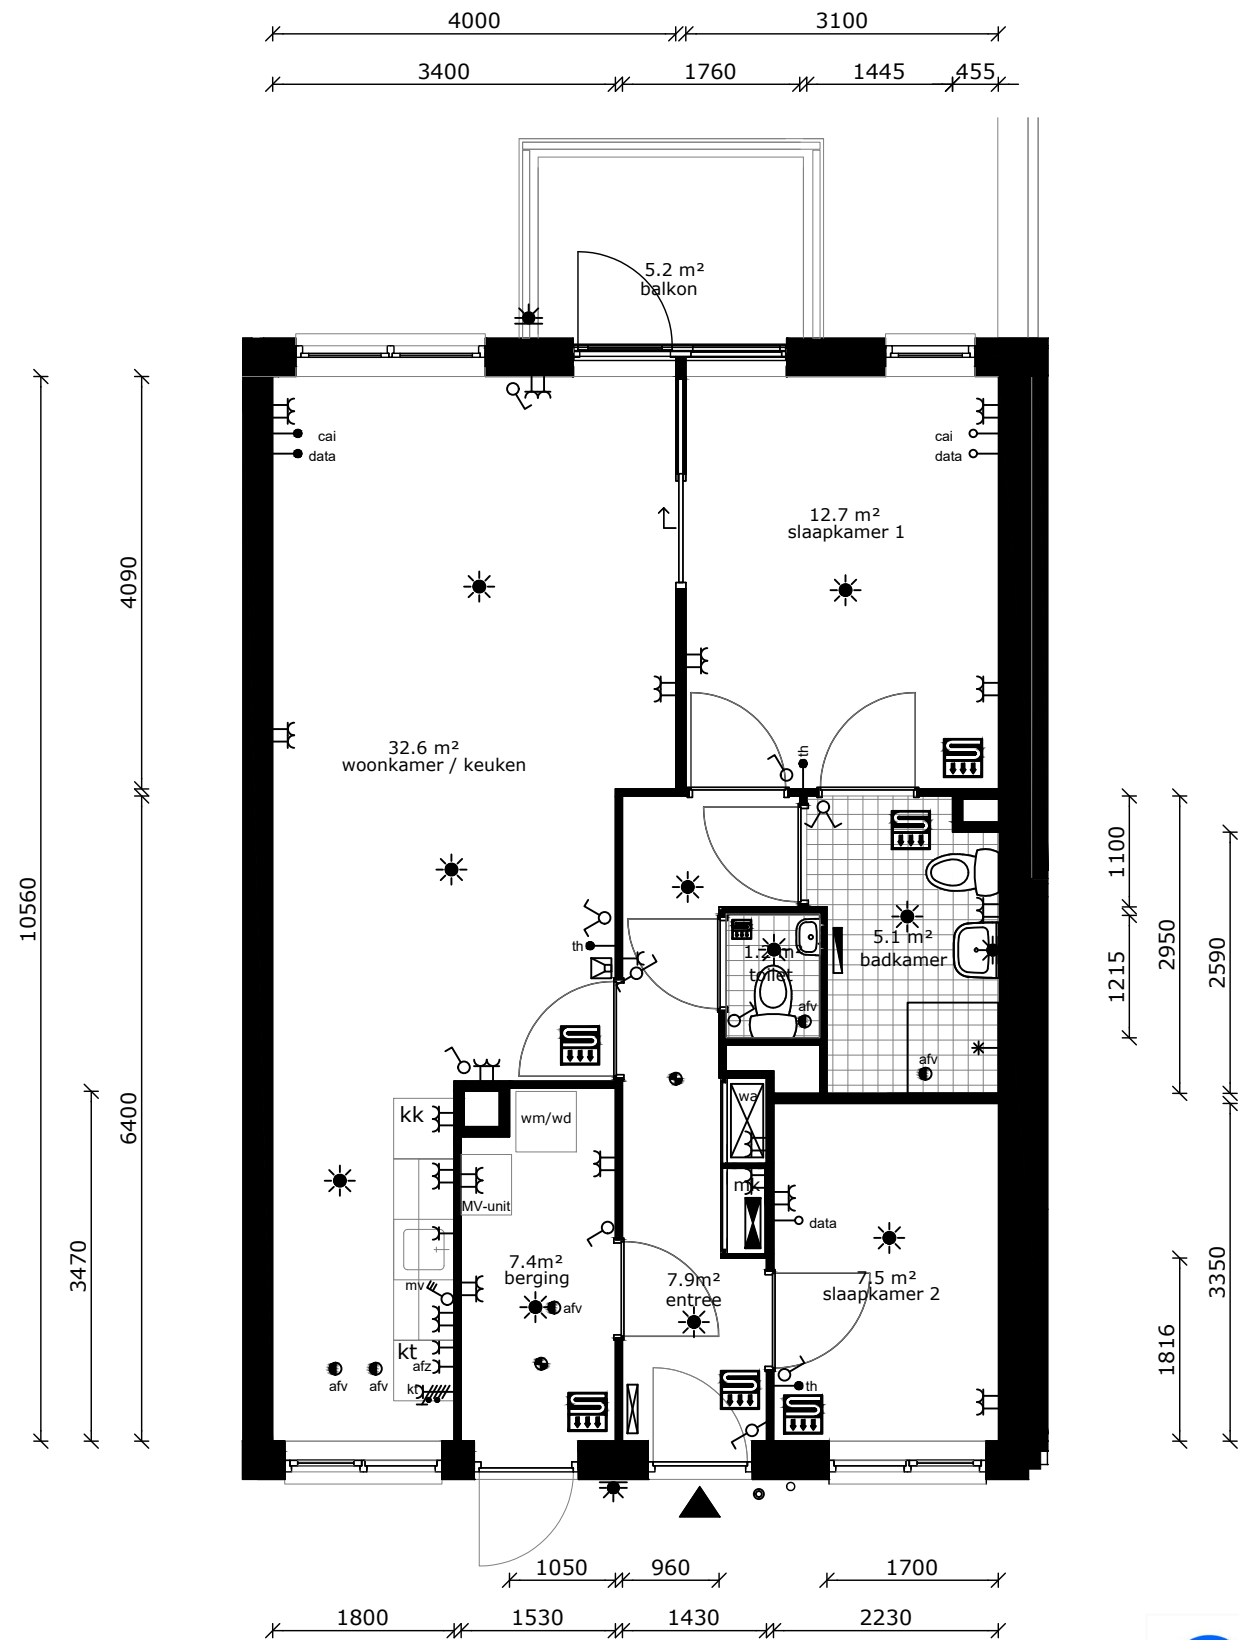 4000
3100
3400
1760
1445
455
5.2 m²
balkon
cai
data
cai
data
12.7 m²
slaapkamer 1
4090
32.6 m²
woonkamer / keuken
th
10560
1100
2950
2590
1215
5.1 m²
badkamer
th
toilet
afv
afv
6400
3470
kk
wm/wd
wa
MV-unit
mk
data
7.4m²
berging
afv
7.9m²
entree
7.5 m²
slaapkamer 2
mv
3350
1816
kt
afz
kt
afv
afv
th
1050
960
1700
1800
1530
1430
2230